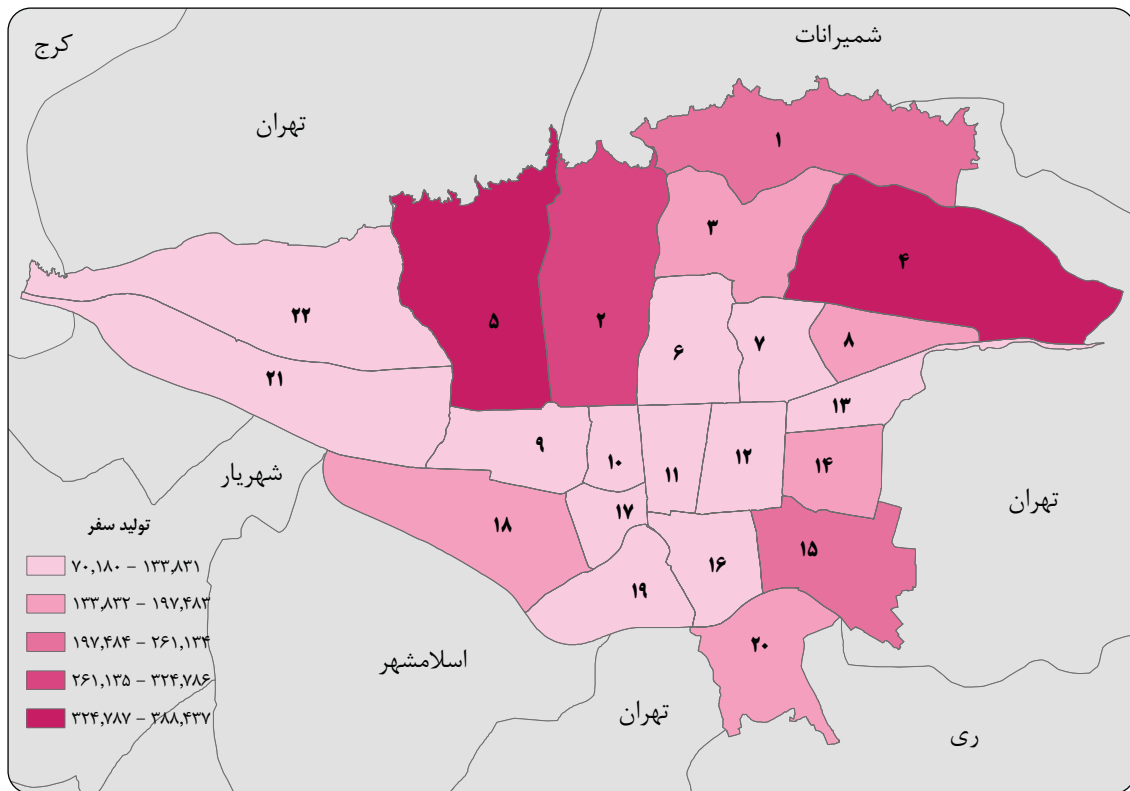 شمیرانات
کرج
تهران
۱
۳
۴
۵
۲
۲۲
۶
۷
۸
۲۱
۱۳
۹
۱۰
۱۱
۱۲
۱۴
شهریار
تهران
۱۷
۱۸
۱۵
۱۶
۱۹
۲۰
اسلامشهر
تهران
ری
تولید سفر
۷۰,۱۸۰ – ۱۳۳,۸۳۱
۱۳۳,۸۳۲ – ۱۹۷,۴۸۳
۱۹۷,۴۸۴ – ۲۶۱,۱۳۴
۲۶۱,۱۳۵ – ۳۲۴,۷۸۶
۳۲۴,۷۸۷ – ۳۸۸,۴۳۷